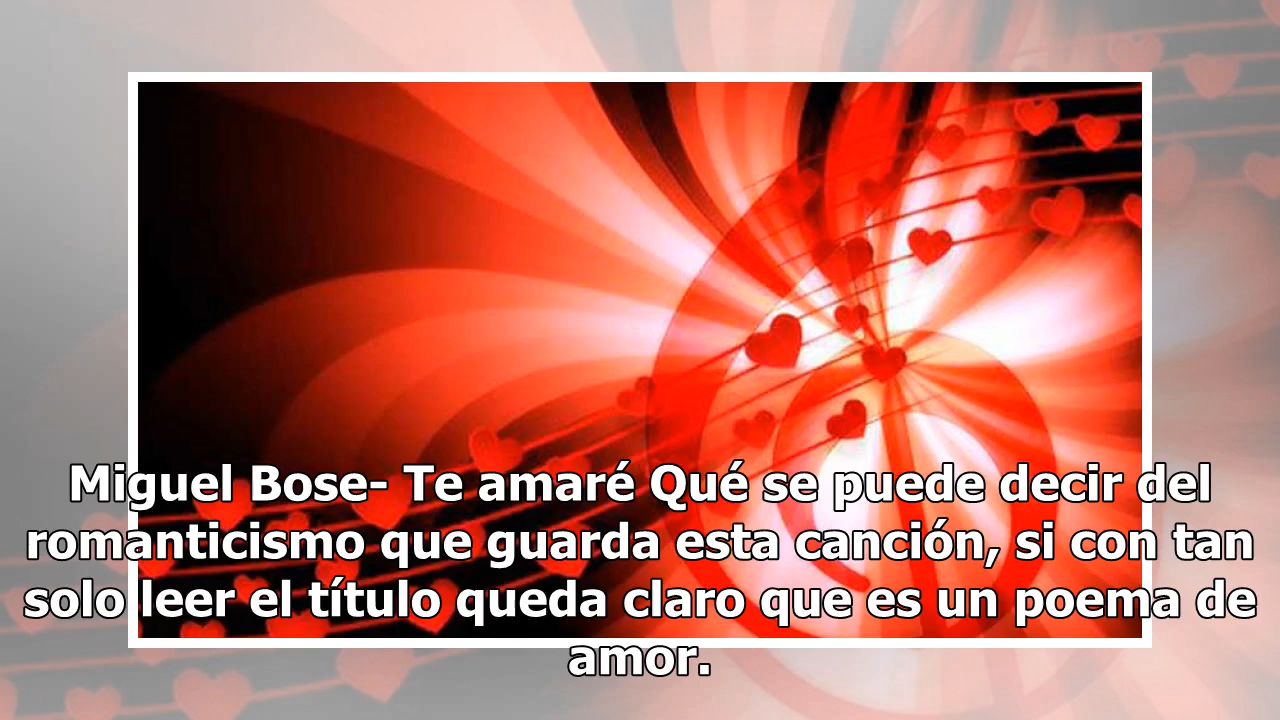 Miguel Bose- Te amaré Qué se puede decir del
romanticismo que guarda esta canción, si con tan
solo leer el título queda claro que es un poema de
amor.